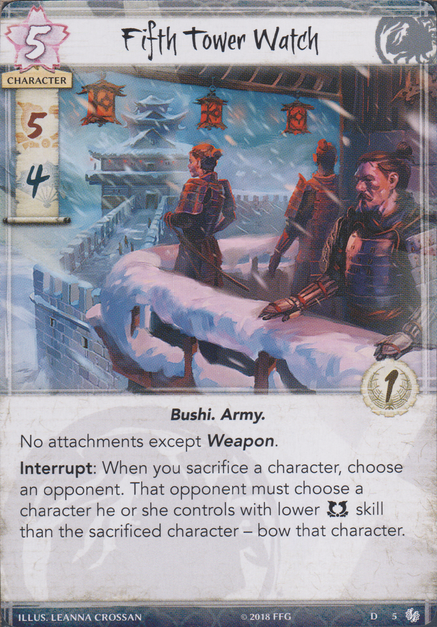 5
Fifth Tower Watch
CHARACTER
5
4
1
Bushi. Army.
No attachments except Weapon.
Interrupt: When you sacrifice a character, choose
an opponent. That opponent must choose a
character he or she controls with lower skill
than the sacrificed character – bow that character.
ILLUS. LEANNA CROSSAN
© 2018 FFG
D 5